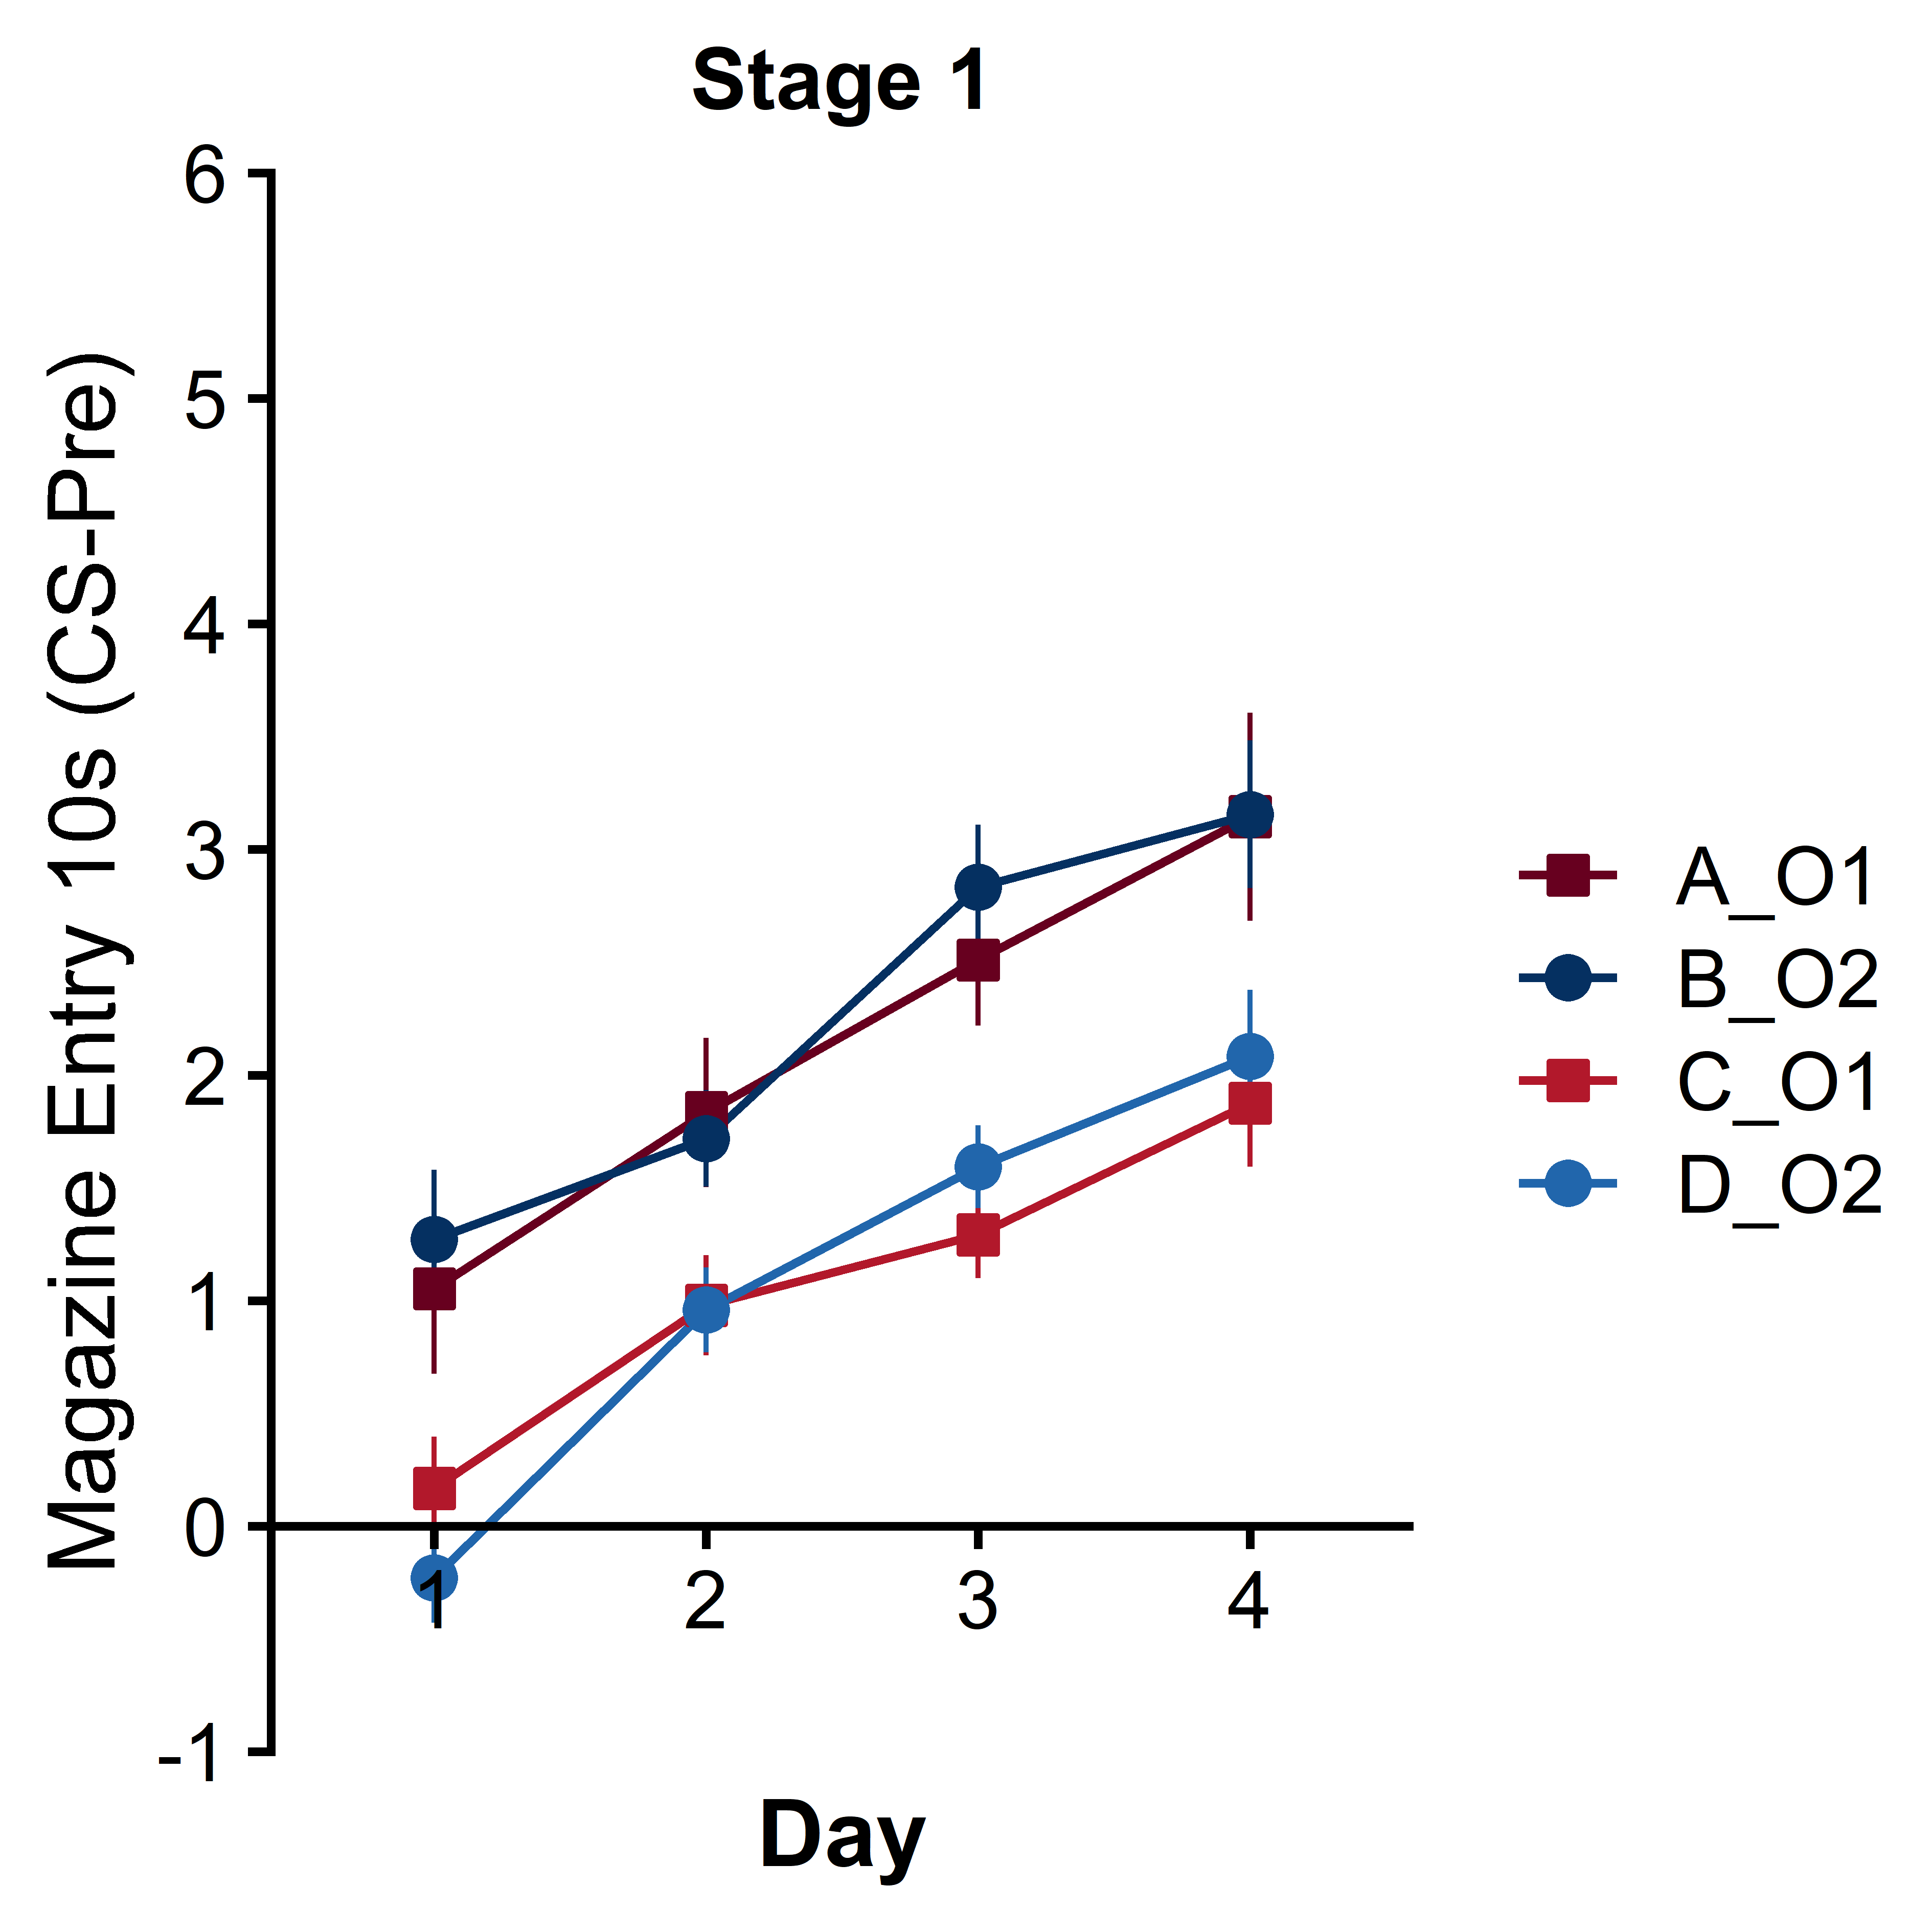 Stage 1
Magazine Entry 10s (CS-Pre)
6
5
4
3
2
1
0
-1
1 2 3 4
Day
A_O1
B_O2
C_O1
D_O2